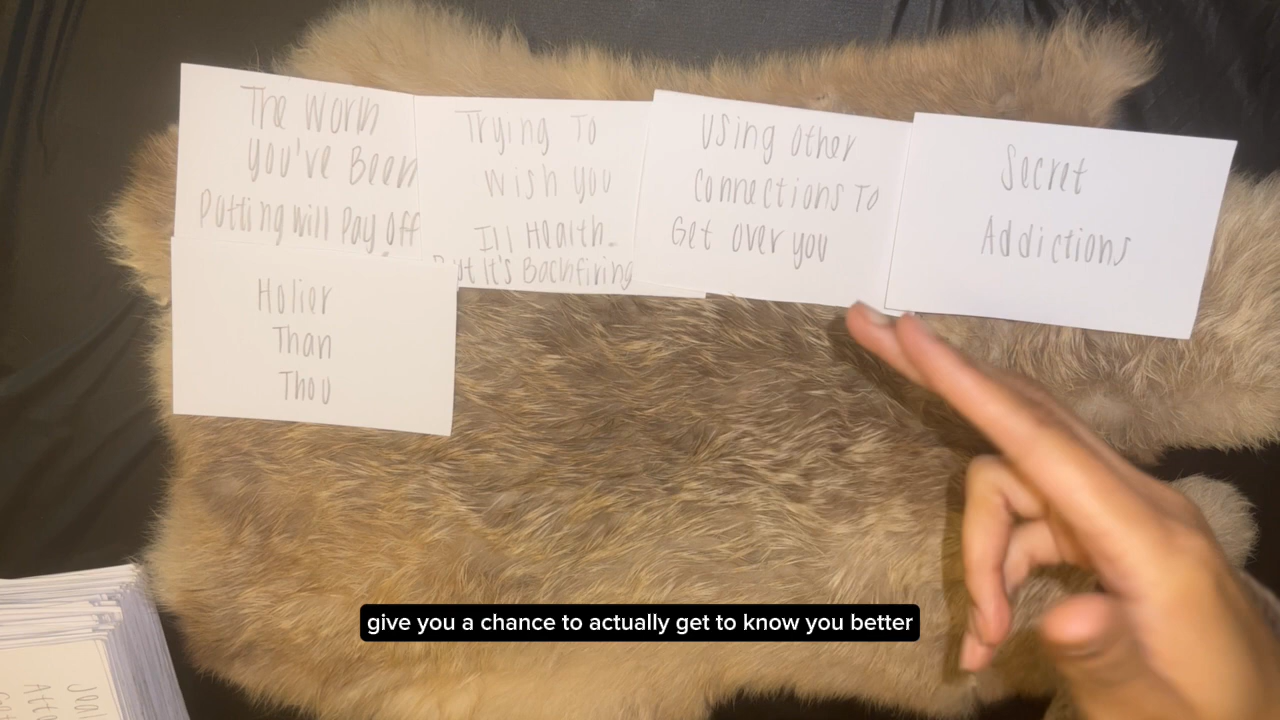 The Work
You've Been
Putting Will Pay Off
Trying To
Wish You
Ill Health.
But It's Backfiring
Using Other
Connections To
Get Over You
Secret
Addictions
Holier
Than
Thou
give you a chance to actually get to know you better